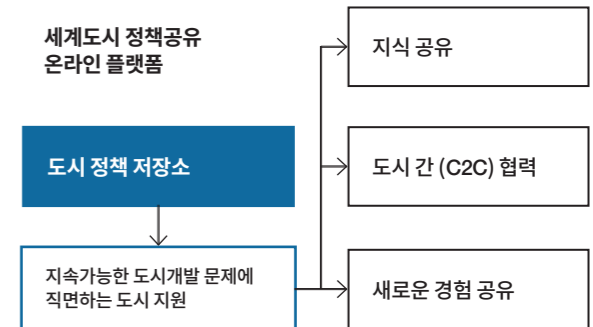 세계도시 정책공유
온라인 플랫폼
도시 정책 저장소
지속가능한 도시개발 문제에
직면하는 도시 지원
지식 공유
도시 간 (C2C) 협력
새로운 경험 공유